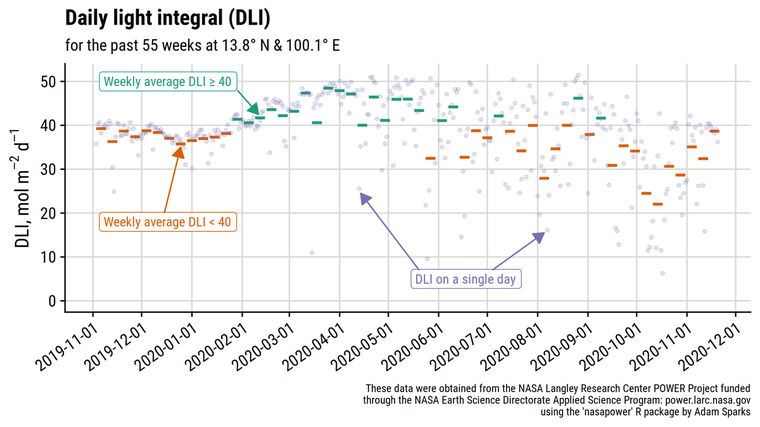 Daily light integral (DLI)
for the past 55 weeks at 13.8° N & 100.1° E
DLI, mol m⁻² d⁻¹
50
40
30
20
10
0
Weekly average DLI ≥ 40
Weekly average DLI < 40
DLI on a single day
2019-11-01
2019-12-01
2020-01-01
2020-02-01
2020-03-01
2020-04-01
2020-05-01
2020-06-01
2020-07-01
2020-08-01
2020-09-01
2020-10-01
2020-11-01
2020-12-01
These data were obtained from the NASA Langley Research Center POWER Project funded
through the NASA Earth Science Directorate Applied Science Program: power.larc.nasa.gov
using the 'nasapower' R package by Adam Sparks